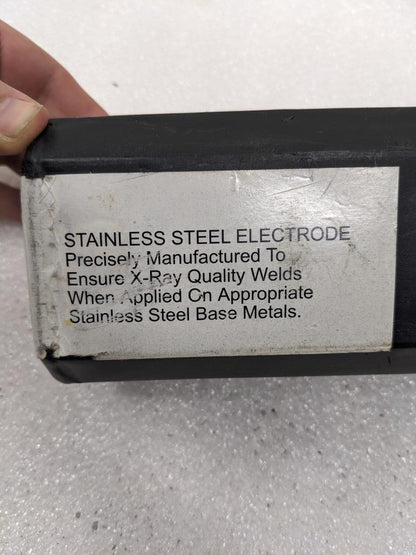 STAINLESS STEEL ELECTRODE
Precisely Manufactured To
Ensure X-Ray Quality Welds
When Applied On Appropriate
Stainless Steel Base Metals.